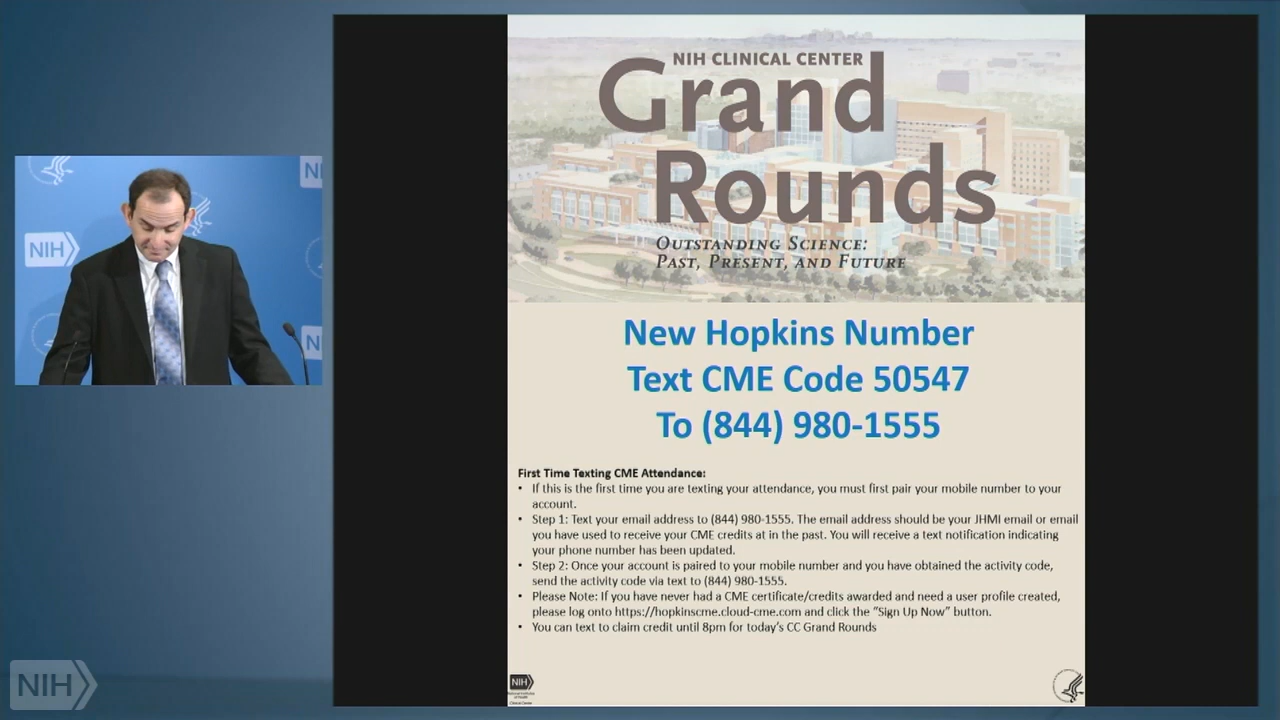 NIH CLINICAL CENTER
Grand
Rounds
OUTSTANDING SCIENCE:
PAST, PRESENT, AND FUTURE
New Hopkins Number
Text CME Code 50547
To (844) 980-1555
First Time Texting CME Attendance:
• If this is the first time you are texting your attendance, you must first pair your mobile number to your
account.
• Step 1: Text your email address to (844) 980-1555. The email address should be your JHMI email or email
you have used to receive your CME credits at in the past. You will receive a text notification indicating
your phone number has been updated.
• Step 2: Once your account is paired to your mobile number and you have obtained the activity code,
send the activity code via text to (844) 980-1555.
• Please Note: If you have never had a CME certificate/credits awarded and need a user profile created,
please log onto https://hopkinscme.cloud-cme.com and click the “Sign Up Now” button.
• You can text to claim credit until 8pm for today’s CC Grand Rounds
NIH
Clinical Center
NIH
NI
NIH
N